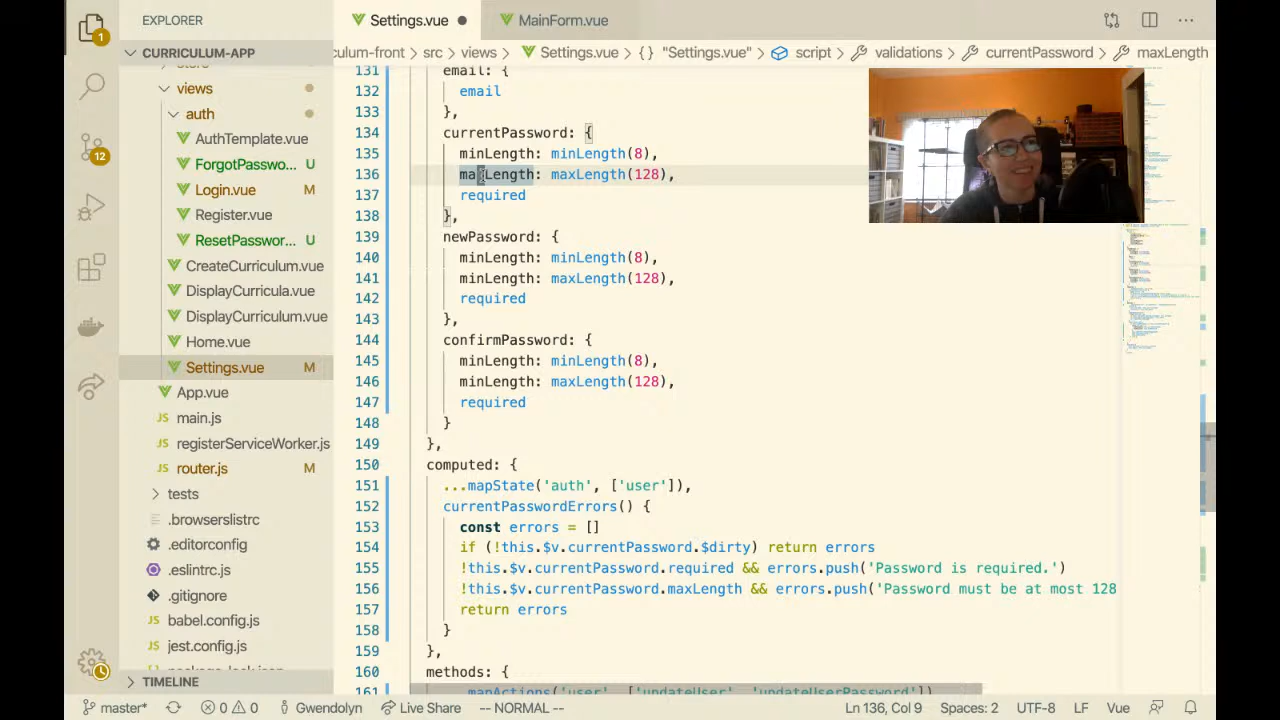 EXPLORER
Settings.vue
MainForm.vue
1
CURRICULUM-APP
culum-front > src > views > Settings.vue > {} "Settings.vue" > script > validations > currentPassword > maxLength
views
auth
AuthTemplate.vue
ForgotPasswo... U
Login.vue M
Register.vue
ResetPasswor... U
CreateCurriculum.vue
DisplayCurricula.vue
DisplayCurriculum.vue
Home.vue
Settings.vue M
App.vue
JS main.js
JS registerServiceWorker.js
JS router.js M
tests
.browserslistrc
.editorconfig
.eslintrc.js
.gitignore
babel.config.js
jest.config.js
TIMELINE
12
131 email: {
132 email
133 },
134 currentPassword: {
135 minLength: minLength(8),
136 maxLength: maxLength(128),
137 required
138 },
139 newPassword: {
140 minLength: minLength(8),
141 minLength: maxLength(128),
142 required
143 },
144 confirmPassword: {
145 minLength: minLength(8),
146 minLength: maxLength(128),
147 required
148 }
149 },
150 computed: {
151 ...mapState('auth', ['user']),
152 currentPasswordErrors() {
153 const errors = []
154 if (!this.$v.currentPassword.$dirty) return errors
155 !this.$v.currentPassword.required && errors.push('Password is required.')
156 !this.$v.currentPassword.maxLength && errors.push('Password must be at most 128
157 return errors
158 }
159 },
160 methods: {
161 ...mapActions('user', ['updateUser', 'updateUserPassword'])
master* 0 0 Gwendolyn Live Share -- NORMAL -- Ln 136, Col 9 Spaces: 2 UTF-8 LF Vue